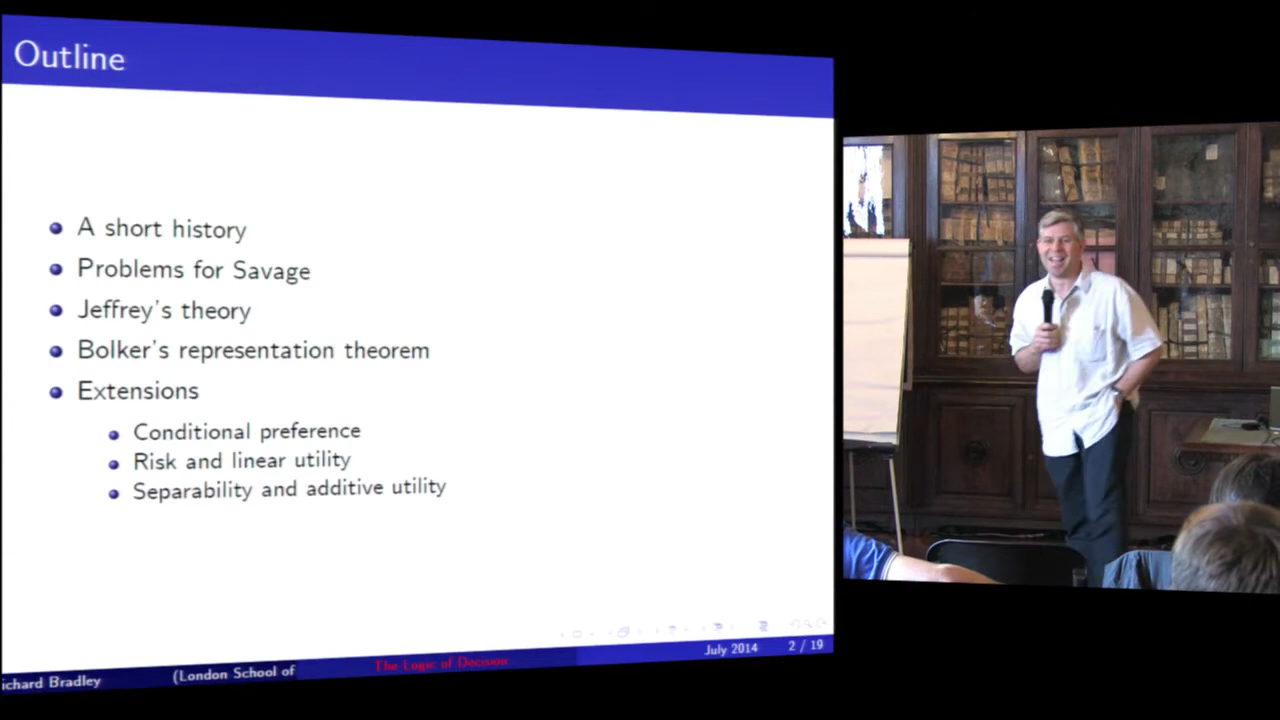 Outline
A short history
Problems for Savage
Jeffrey's theory
Bolker's representation theorem
Extensions
Conditional preference
Risk and linear utility
Separability and additive utility
ichard Bradley (London School of The Logic of Decision July 2014 2 / 19